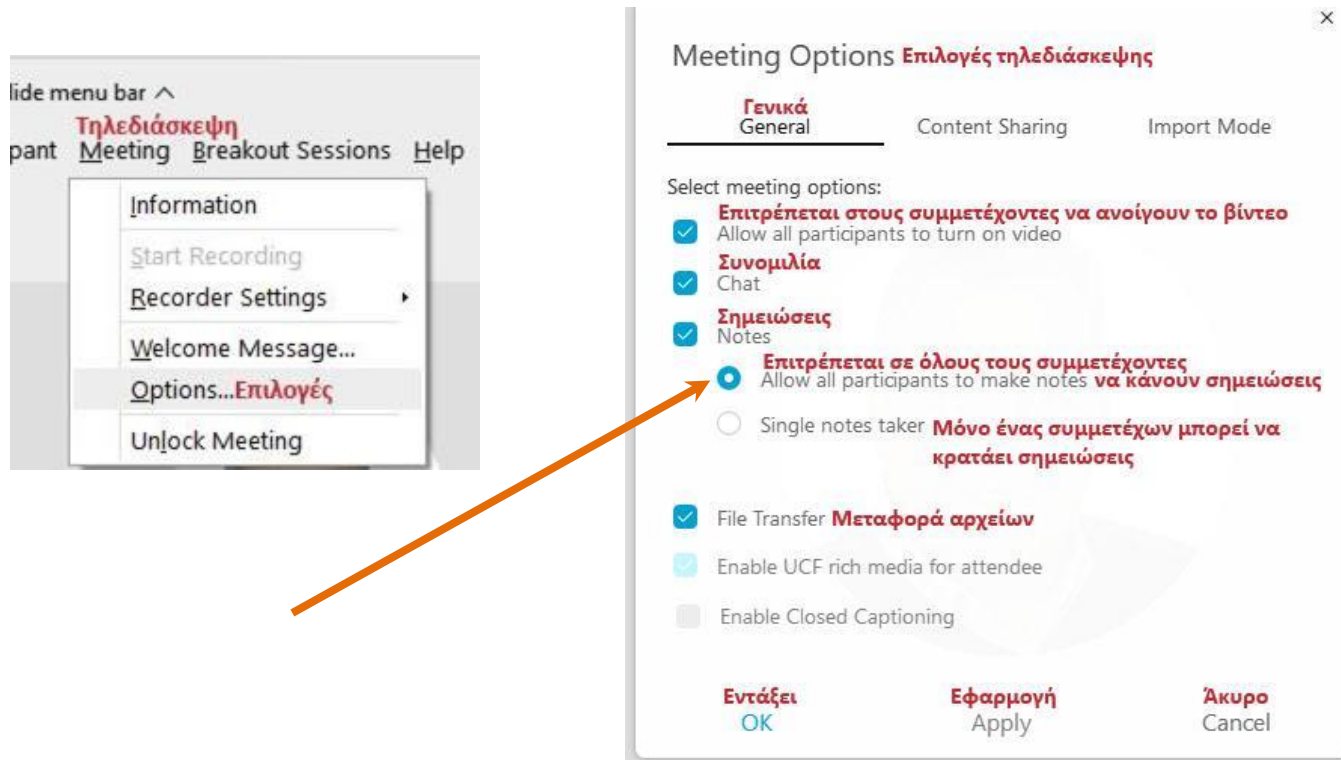 lide menu bar
Τηλεδιάσκεψη
pant Meeting Breakout Sessions Help
Information
Start Recording
Recorder Settings
Welcome Message...
Options...Επιλογές
Unlock Meeting
Meeting Options Επιλογές τηλεδιάσκεψης
Γενικά
General Content Sharing Import Mode
Select meeting options:
Επιτρέπεται στους συμμετέχοντες να ανοίγουν το βίντεο
Allow all participants to turn on video
Συνομιλία
Chat
Σημειώσεις
Notes
Επιτρέπεται σε όλους τους συμμετέχοντες
Allow all participants to make notes να κάνουν σημειώσεις
Single notes taker Μόνο ένας συμμετέχων μπορεί να
κρατάει σημειώσεις
File Transfer Μεταφορά αρχείων
Enable UCF rich media for attendee
Enable Closed Captioning
Εντάξει Εφαρμογή Άκυρο
OK Apply Cancel